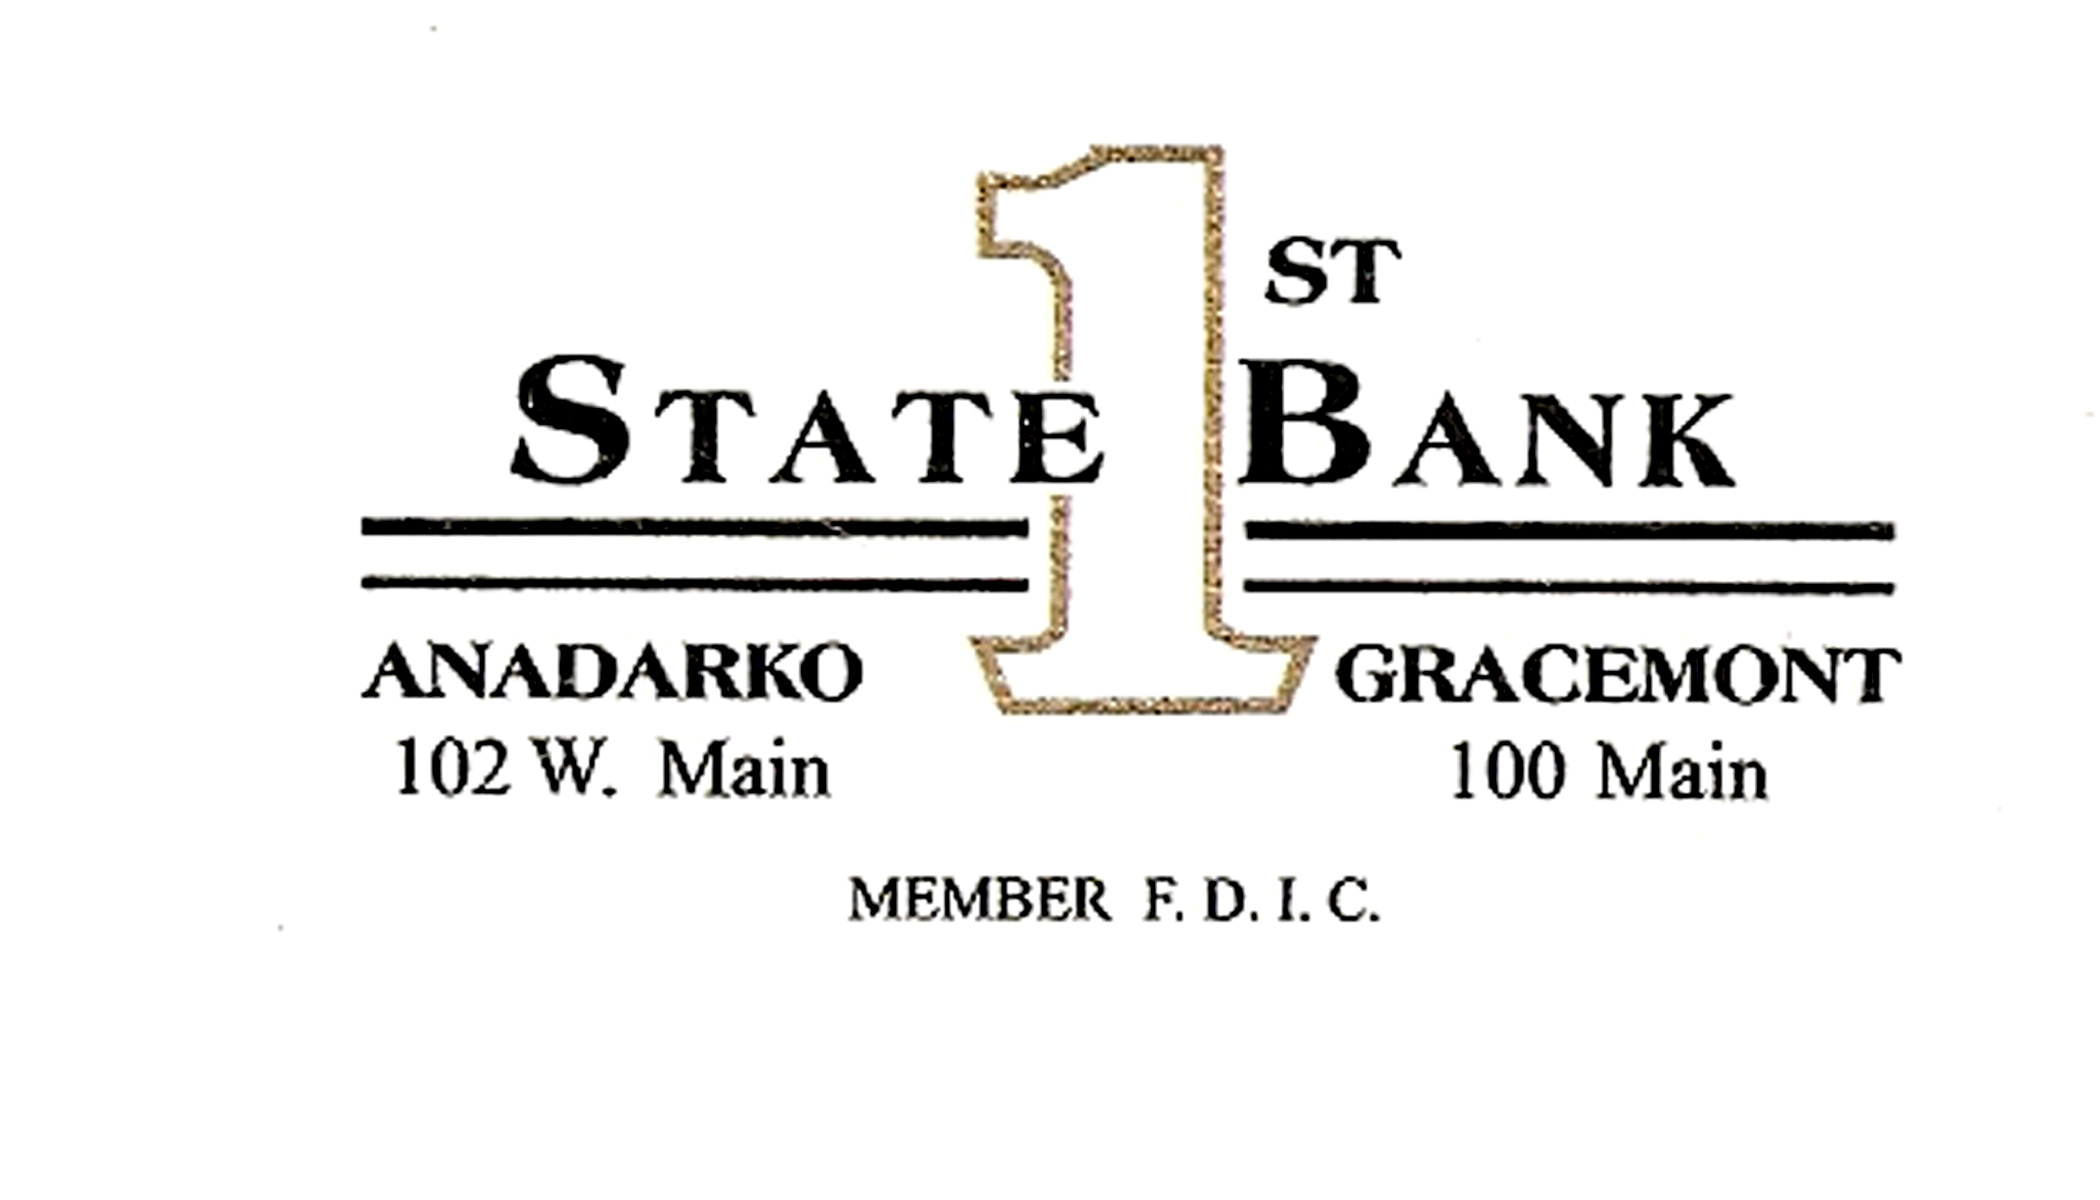 1 ST
STATE BANK
ANADARKO GRACEMONT
102 W. Main 100 Main
MEMBER F. D. I. C.